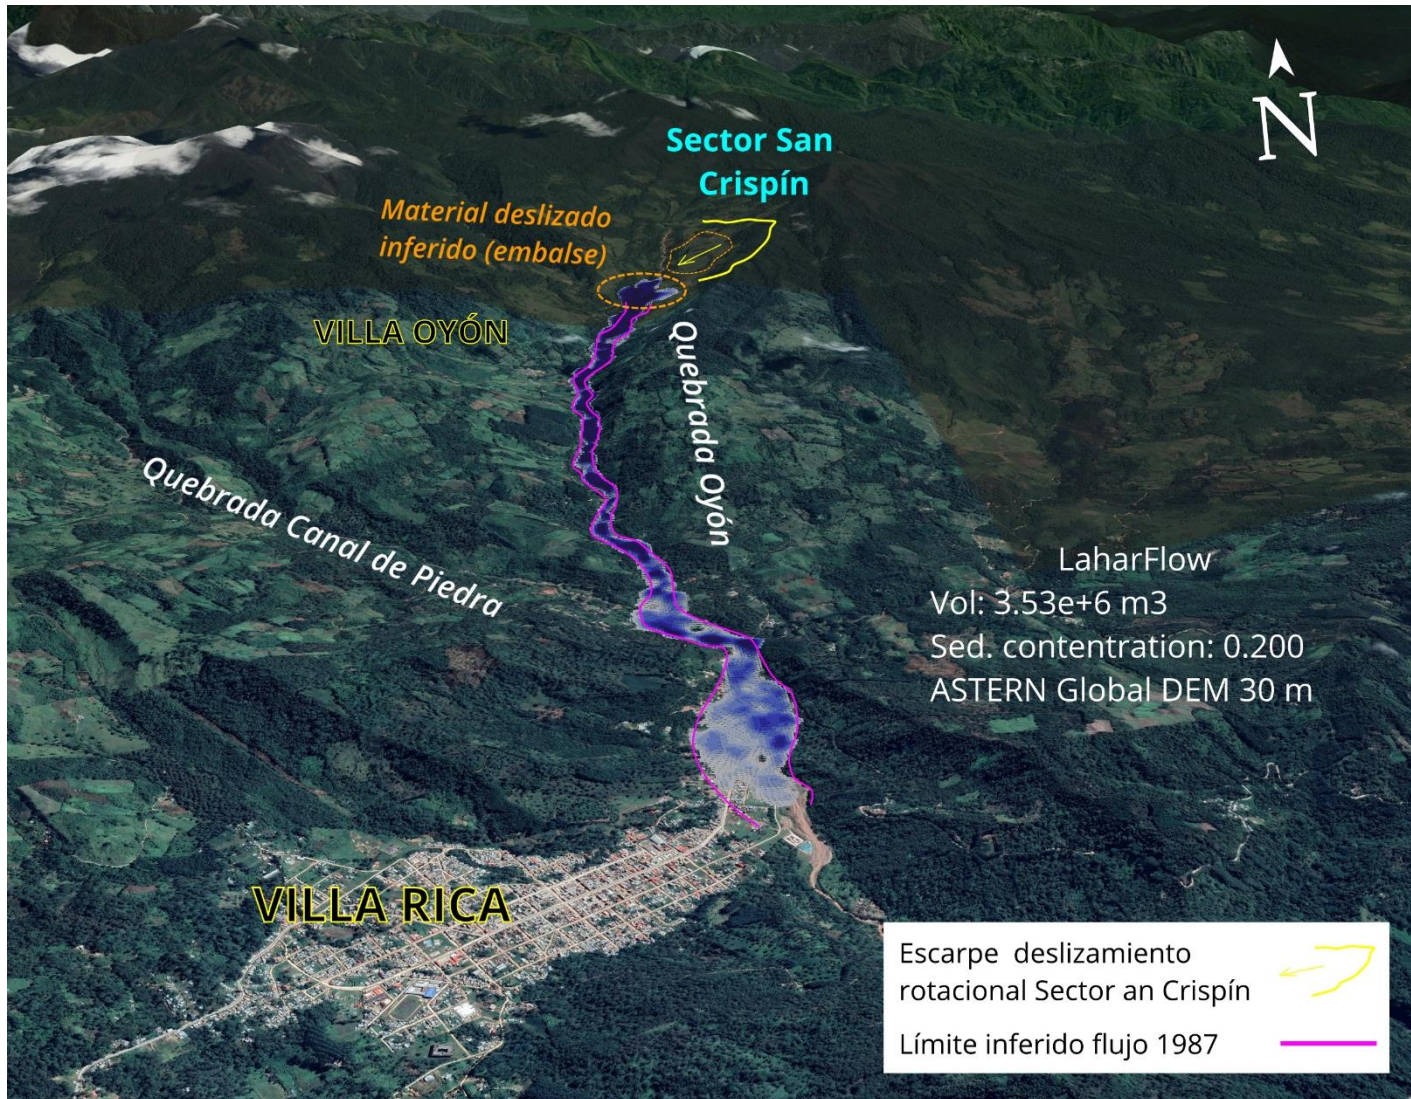 N
Sector San
Crispín
Material deslizado
inferido (embalse)
VILLA OYÓN
Quebrada Oyón
Quebrada Canal de Piedra
LaharFlow
Vol: 3.53e+6 m3
Sed. contentration: 0.200
ASTERN Global DEM 30 m
VILLA RICA
Escarpe deslizamiento
rotacional Sector an Crispín
Límite inferido flujo 1987